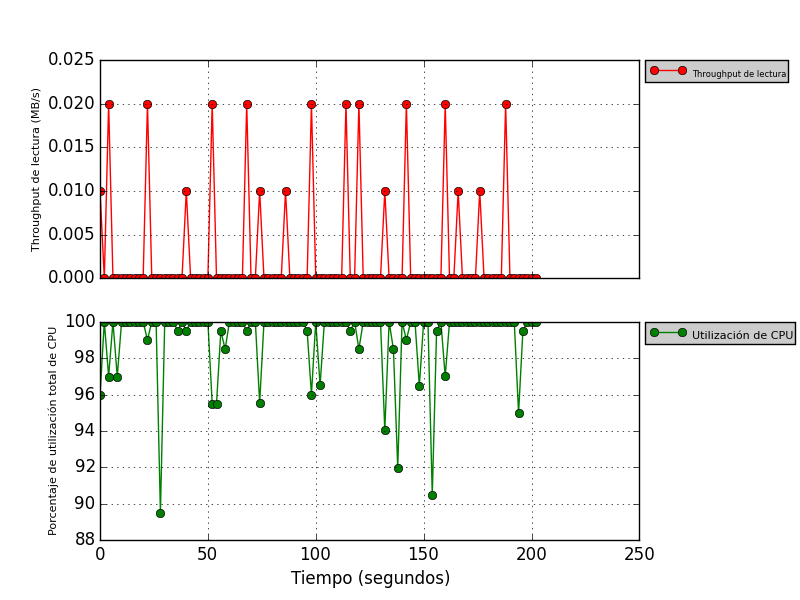 0.025
0.020
0.015
0.010
0.005
0.000
Throughput de lectura (MB/s)
Throughput de lectura
100
98
96
94
92
90
88
Porcentaje de utilización total de CPU
Utilización de CPU
0 50 100 150 200 250
Tiempo (segundos)